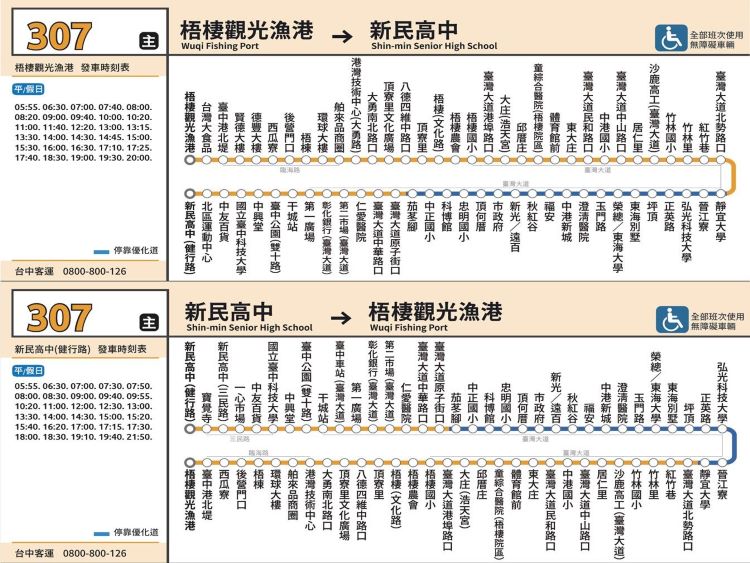 307 主
梧棲觀光漁港 發車時刻表
平/假日
05:55. 06:30. 07:00. 07:40. 08:00.
08:20. 09:00. 09:40. 10:00. 10:20.
11:00. 11:40. 12:20. 13:00. 13:15.
13:30. 14:00. 14:30. 14:45. 15:00.
15:30. 16:00. 16:30. 17:10. 17:25.
17:40. 18:30. 19:00. 19:30. 20:00.
停靠優化道
台中客運 0800-800-126
梧棲觀光漁港 → 新民高中
Wuqi Fishing Port Shin-min Senior High School
全部班次使用
無障礙車輛
梧棲觀光漁港
台灣大食品
臺中港北堤
賢德大樓
德豐大樓
西瓜寮
後營門口
梧棲
環球大樓
舶來品商圈
港灣技術中心(大勇路)
大勇南北路口
頂寮里文化廣場
八德四維中路口
頂寮里
梧棲(文化路)
梧棲農會
梧棲國小
臺灣大道港埠路口
大庄(浩天宮)
邱厝庄
童綜合醫院(梧棲院區)
體育館前
東大庄
臺灣大道民和路口
中港國小
臺灣大道中山路口
居仁里
沙鹿高工(臺灣大道)
竹林國小
竹林里
紅竹巷
臺灣大道北勢路口
臨海路
臺灣大道
臺灣大道
新民高中(健行路)
北區運動中心
中友百貨
國立臺中科技大學
中興堂
臺中公園(雙十路)
干城站
第一廣場
彰化銀行(臺灣大道)
第二市場(臺灣大道)
仁愛醫院
臺灣大道中華路口
臺灣大道原子街口
茄苳腳
中正國小
科博館
忠明國小
頂何厝
市政府
新光/遠百
秋紅谷
福安
中港新城
澄清醫院
玉門路
榮總/東海大學
東海別墅
坪頂
正英路
弘光科技大學
晉江寮
靜宜大學
307 主
新民高中(健行路) 發車時刻表
平/假日
05:55. 06:30. 07:00. 07:30. 07:50.
08:00. 08:30. 09:00. 09:40. 09:55.
10:20. 11:00. 12:00. 12:30. 13:00.
13:30. 14:00. 14:30. 15:00. 15:20.
15:40. 16:20. 17:00. 17:15. 17:30.
18:00. 18:30. 19:10. 19:40. 21:50.
停靠優化道
台中客運 0800-800-126
新民高中 → 梧棲觀光漁港
Shin-min Senior High School Wuqi Fishing Port
全部班次使用
無障礙車輛
新民高中(健行路)
寶覺寺
新民高中(三民路)
一心市場
中友百貨
國立臺中科技大學
中興堂
臺中公園(雙十路)
干城站
臺中車站(臺灣大道)
第一廣場
彰化銀行(臺灣大道)
第二市場(臺灣大道)
仁愛醫院
臺灣大道中華路口
臺灣大道原子街口
茄苳腳
中正國小
科博館
忠明國小
頂何厝
市政府
新光/遠百
秋紅谷
福安
中港新城
澄清醫院
玉門路
榮總/東海大學
東海別墅
坪頂
正英路
弘光科技大學
三民路
臺灣大道
臨海路
臺灣大道
梧棲觀光漁港
臺中港北堤
西瓜寮
後營門口
梧棲
環球大樓
舶來品商圈
港灣技術中心
大勇南北路口
頂寮里文化廣場
八德四維中路口
頂寮里
梧棲(文化路)
梧棲農會
梧棲國小
臺灣大道港埠路口
大庄(浩天宮)
邱厝庄
童綜合醫院(梧棲院區)
體育館前
東大庄
臺灣大道民和路口
中港國小
臺灣大道中山路口
居仁里
沙鹿高工(臺灣大道)
竹林國小
竹林里
紅竹巷
臺灣大道北勢路口
靜宜大學
晉江寮